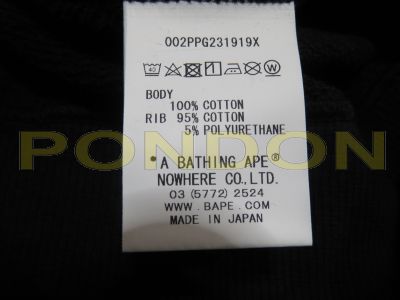 002PPG231919X
40 W
BODY
100% COTTON
RIB 95% COTTON
5% POLYURETHANE
PONDON
*A BATHING APE®
NOWHERE CO., LTD.
03 (5772) 2524
WWW. BAPE. COM
MADE IN JAPAN